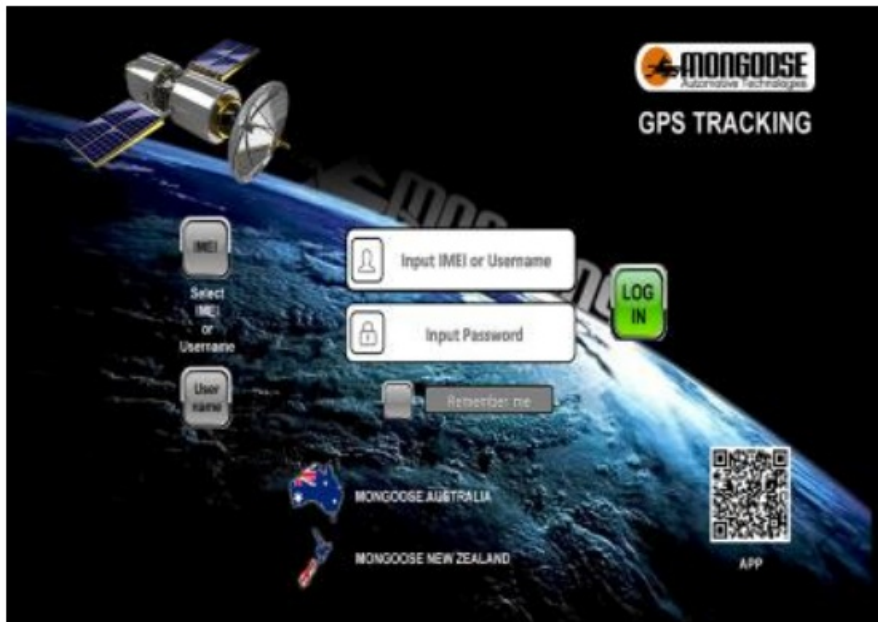 MONGOOSE
Automotive Technologies
GPS TRACKING
MONGOOSE
IMEI
Select
IMEI
or
Username
User
name
Input IMEI or Username
Input Password
LOG
IN
Remember me
MONGOOSE AUSTRALIA
MONGOOSE NEW ZEALAND
APP